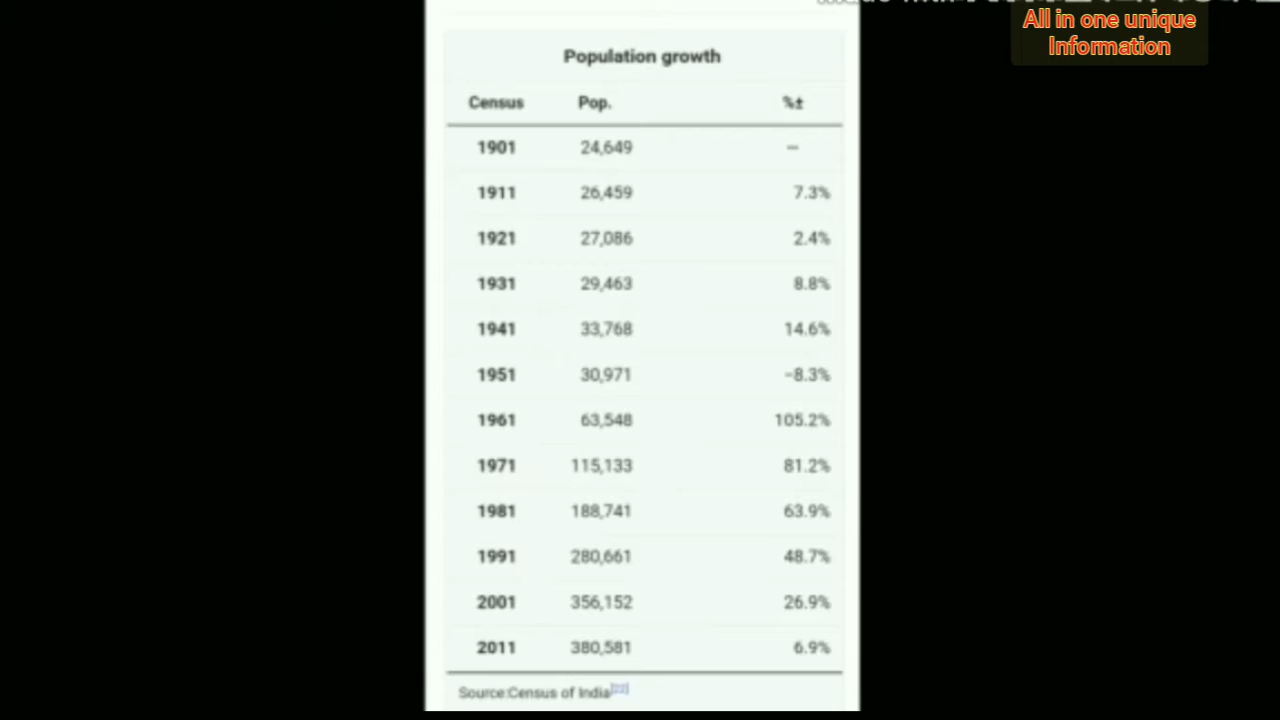 All in one unique
Information
Population growth
Census Pop. %±
1901 24,649 –
1911 26,459 7.3%
1921 27,086 2.4%
1931 29,463 8.8%
1941 33,768 14.6%
1951 30,971 −8.3%
1961 63,548 105.2%
1971 115,133 81.2%
1981 188,741 63.9%
1991 280,661 48.7%
2001 356,152 26.9%
2011 380,581 6.9%
Source:Census of India[22]